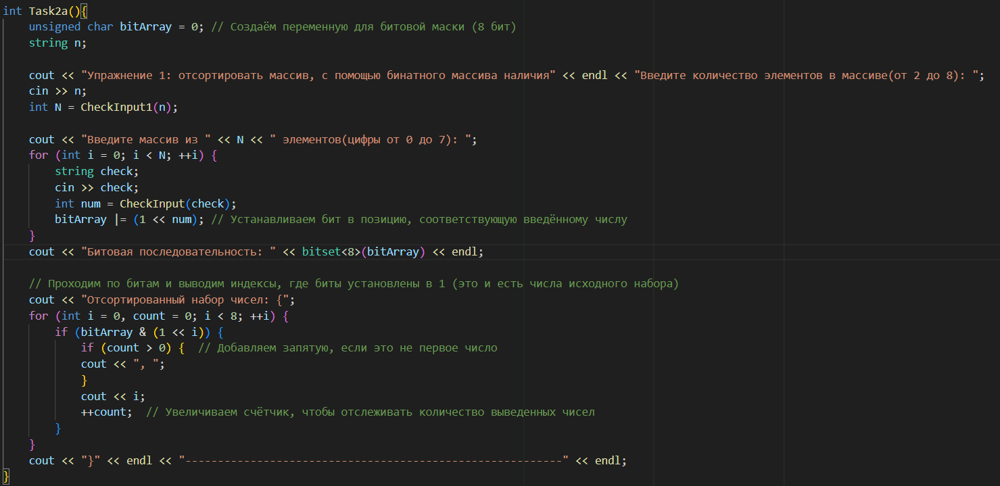 int Task2a(){
    unsigned char bitArray = 0; // Создаём переменную для битовой маски (8 бит)
    string n;

    cout << "Упражнение 1: отсортировать массив, с помощью бинатного массива наличия" << endl << "Введите количество элементов в массиве(от 2 до 8): ";
    cin >> n;
    int N = CheckInput1(n);

    cout << "Введите массив из " << N << " элементов(цифры от 0 до 7): ";
    for (int i = 0; i < N; ++i) {
        string check;
        cin >> check;
        int num = CheckInput(check);
        bitArray |= (1 << num); // Устанавливаем бит в позицию, соответствующую введённому числу
    }
    cout << "Битовая последовательность: " << bitset<8>(bitArray) << endl;

    // Проходим по битам и выводим индексы, где биты установлены в 1 (это и есть числа исходного набора)
    cout << "Отсортированный набор чисел: {";
    for (int i = 0, count = 0; i < 8; ++i) {
        if (bitArray & (1 << i)) {
            if (count > 0) {  // Добавляем запятую, если это не первое число
            cout << ", ";
            }
            cout << i;
            ++count;  // Увеличиваем счётчик, чтобы отслеживать количество выведенных чисел
        }
    }
    cout << "}" << endl << "----------------------------------------------------------" << endl;
}